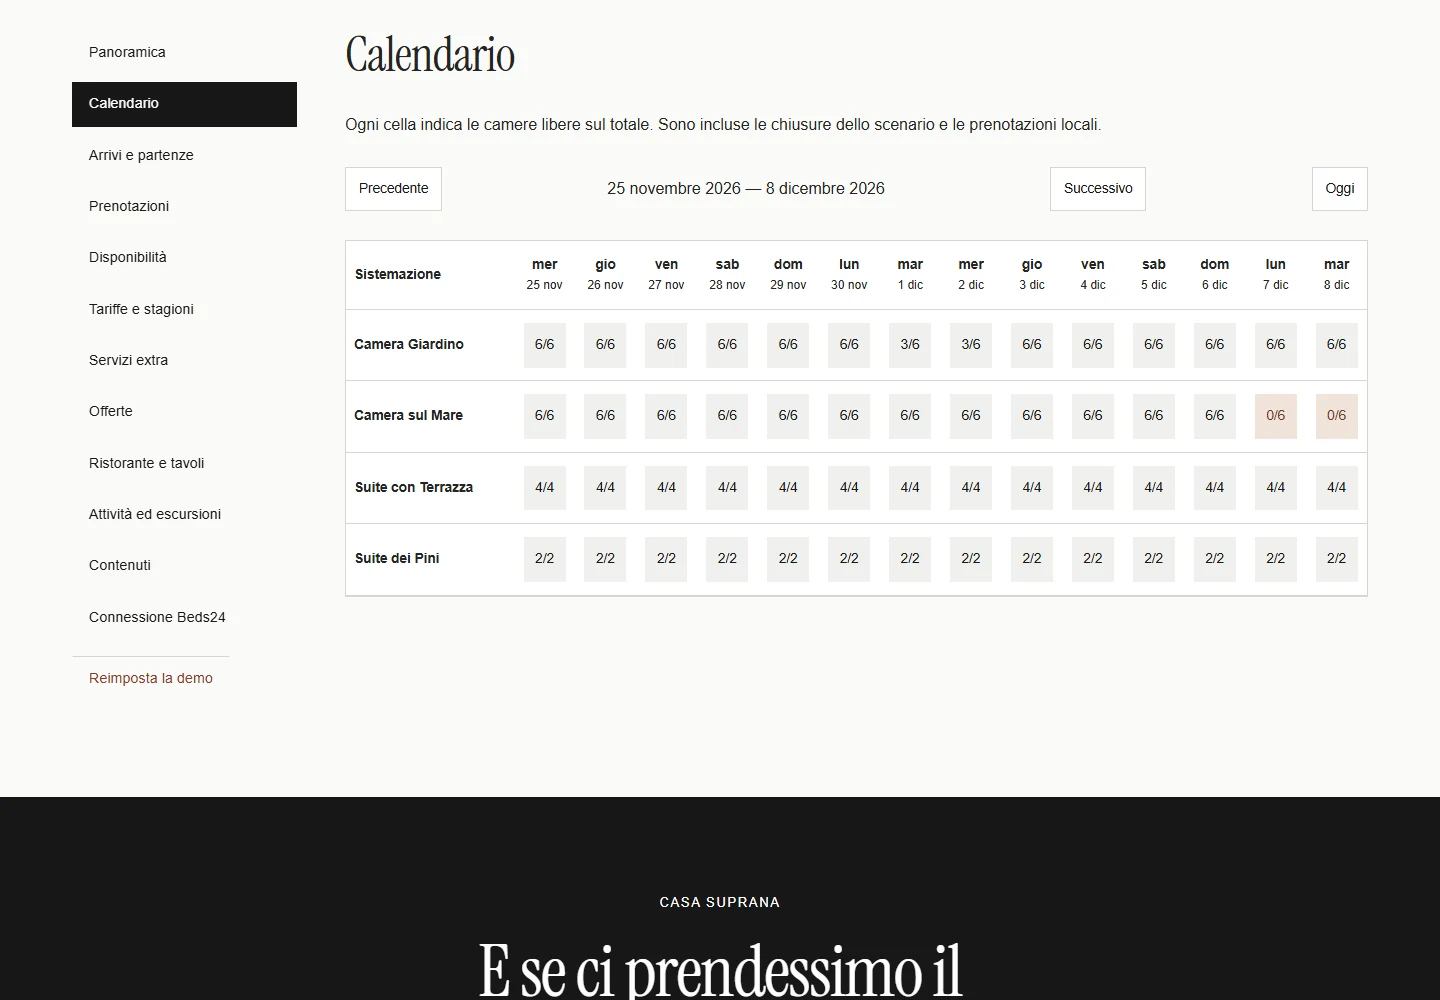 Panoramica
Calendario
Arrivi e partenze
Prenotazioni
Disponibilità
Tariffe e stagioni
Servizi extra
Offerte
Ristorante e tavoli
Attività ed escursioni
Contenuti
Connessione Beds24
Reimposta la demo
Calendario
Ogni cella indica le camere libere sul totale. Sono incluse le chiusure dello scenario e le prenotazioni locali.
Precedente 25 novembre 2026 — 8 dicembre 2026 Successivo Oggi
Sistemazione mer gio ven sab dom lun mar mer gio ven sab dom lun mar
25 nov 26 nov 27 nov 28 nov 29 nov 30 nov 1 dic 2 dic 3 dic 4 dic 5 dic 6 dic 7 dic 8 dic
Camera Giardino 6/6 6/6 6/6 6/6 6/6 6/6 3/6 3/6 6/6 6/6 6/6 6/6 6/6 6/6
Camera sul Mare 6/6 6/6 6/6 6/6 6/6 6/6 6/6 6/6 6/6 6/6 6/6 6/6 0/6 0/6
Suite con Terrazza 4/4 4/4 4/4 4/4 4/4 4/4 4/4 4/4 4/4 4/4 4/4 4/4 4/4 4/4
Suite dei Pini 2/2 2/2 2/2 2/2 2/2 2/2 2/2 2/2 2/2 2/2 2/2 2/2 2/2 2/2
CASA SUPRANA
E se ci prendessimo il